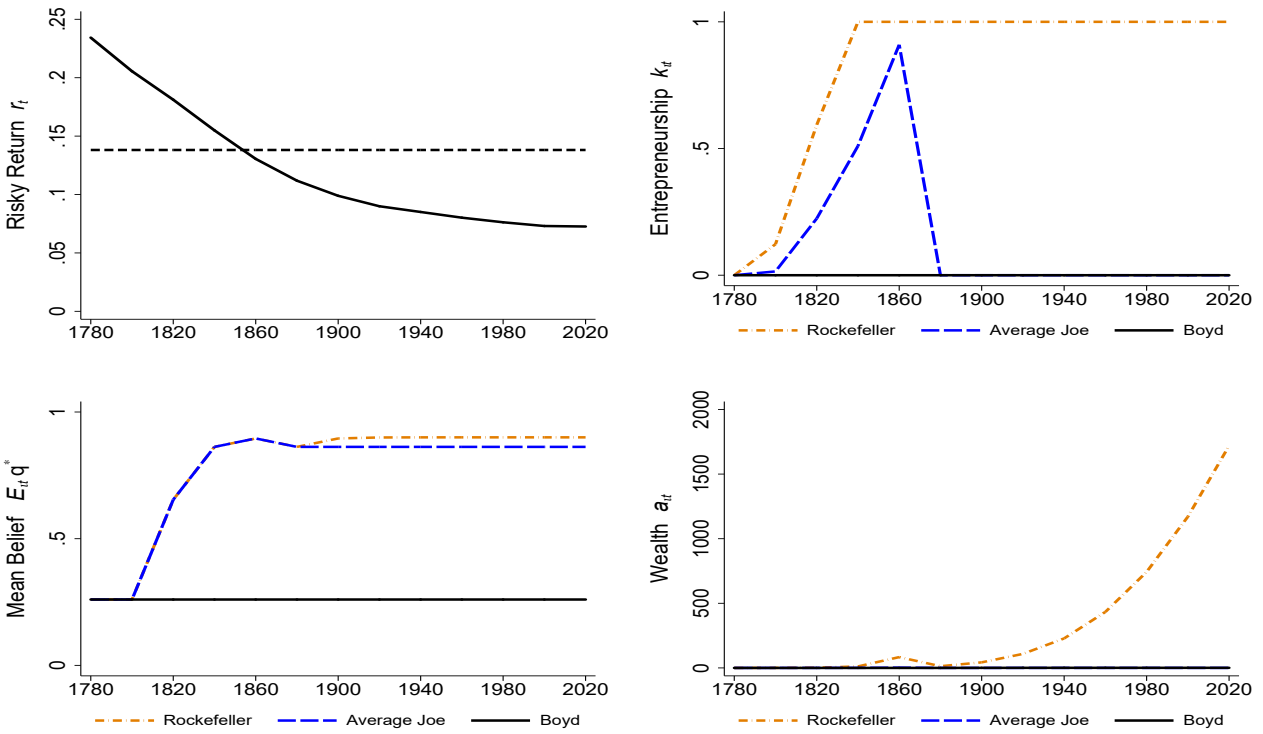 Risky Return r_t
.25
.2
.15
.1
.05
0
1780 1820 1860 1900 1940 1980 2020
Entrepreneurship k_it
1
.5
0
1780 1820 1860 1900 1940 1980 2020
Rockefeller Average Joe Boyd
Mean Belief E_it q*
1
.5
0
1780 1820 1860 1900 1940 1980 2020
Rockefeller Average Joe Boyd
Wealth a_it
2000
1500
1000
500
0
1780 1820 1860 1900 1940 1980 2020
Rockefeller Average Joe Boyd